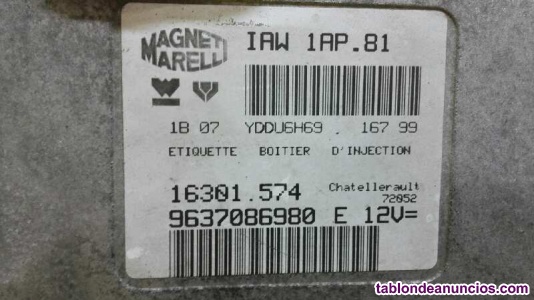 MAGNETI MARELLI
IAW 1AP.81
1B 07 YDDU6H69 . 167 99
ETIQUETTE BOITIER D'INJECTION
16301.574 Chatellerault
72052
9637086980 E 12V=
tablondeanuncios.com